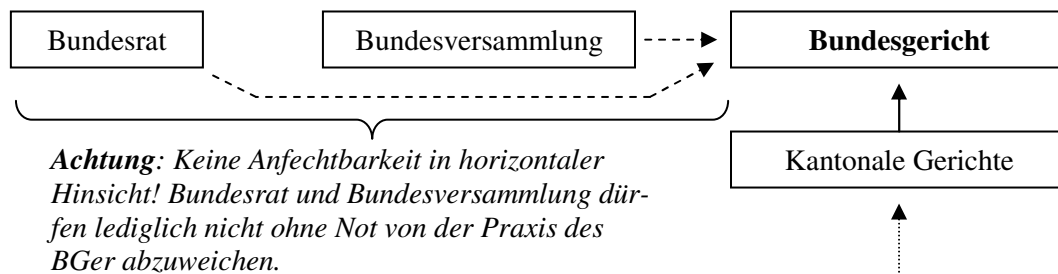 Bundesrat
Bundesversammlung
Bundesgericht
Kantonale Gerichte
Achtung: Keine Anfechtbarkeit in horizontaler
Hinsicht! Bundesrat und Bundesversammlung dür-
fen lediglich nicht ohne Not von der Praxis des
BGer abzuweichen.